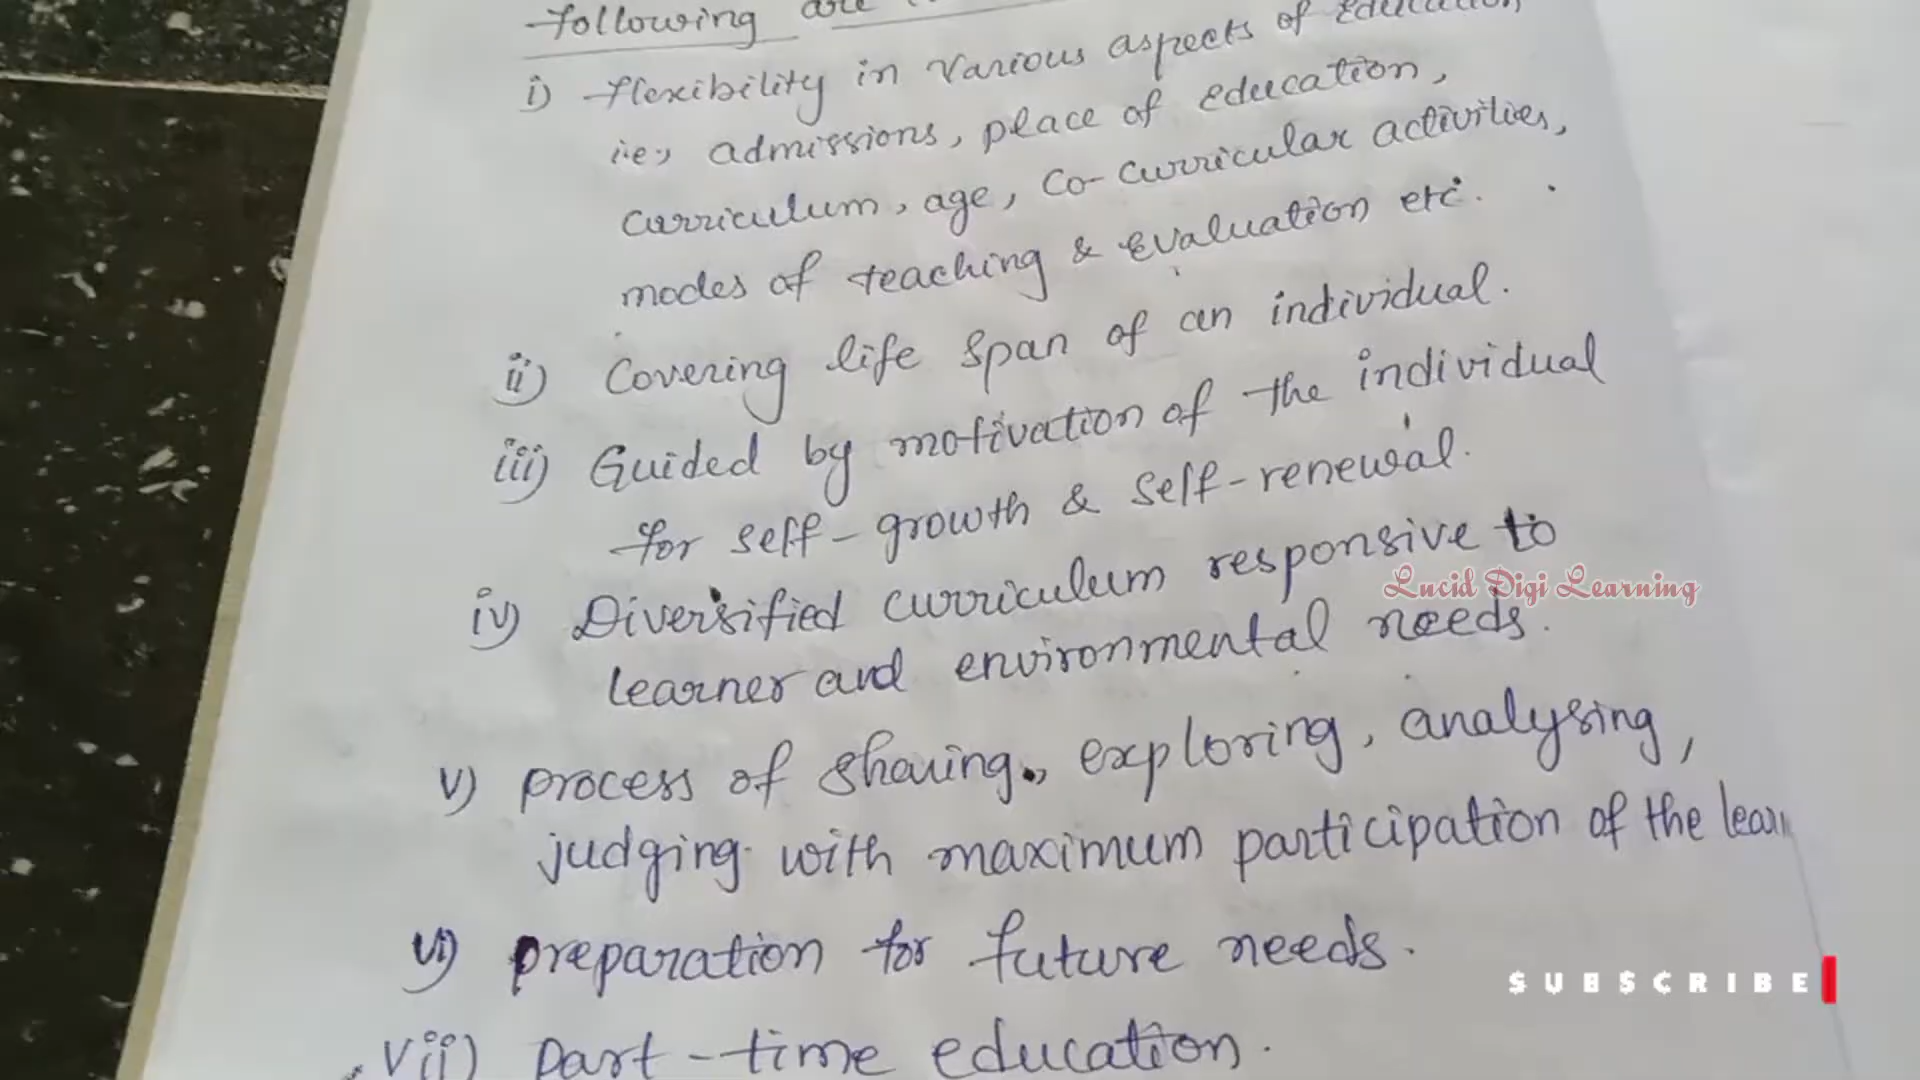 following are
i) flexibility in various aspects of Education
i.e., admissions, place of education,
curriculum, age, co-curricular activities,
modes of teaching & evaluation etc.
ii) Covering life span of an individual.
iii) Guided by motivation of the individual
for self-growth & self-renewal.
iv) Diversified curriculum responsive to
Lucid Digi Learning
learner and environmental needs.
v) process of sharing, exploring, analysing,
judging with maximum participation of the lear
vi) preparation for future needs.
SUBSCRIBE
vii) part-time education.